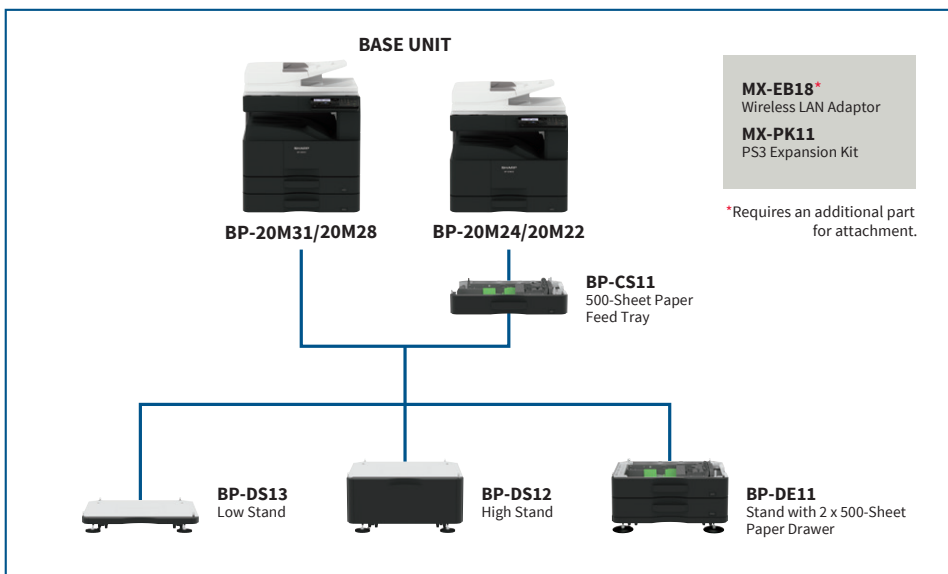 BASE UNIT
MX-EB18*
Wireless LAN Adaptor
MX-PK11
PS3 Expansion Kit
*Requires an additional part
for attachment.
BP-20M31/20M28
BP-20M24/20M22
BP-CS11
500-Sheet Paper
Feed Tray
BP-DS13
Low Stand
BP-DS12
High Stand
BP-DE11
Stand with 2 x 500-Sheet
Paper Drawer